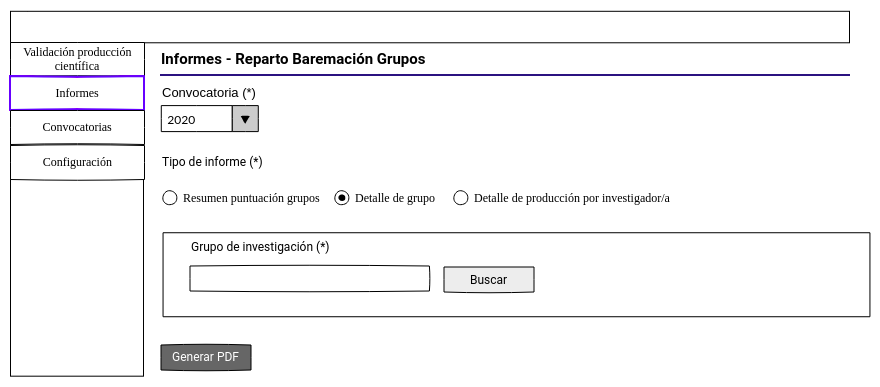 Validación producción
científica
Informes
Convocatorias
Configuración
Informes - Reparto Baremación Grupos
Convocatoria (*)
2020
Tipo de informe (*)
Resumen puntuación grupos Detalle de grupo Detalle de producción por investigador/a
Grupo de investigación (*)
Buscar
Generar PDF